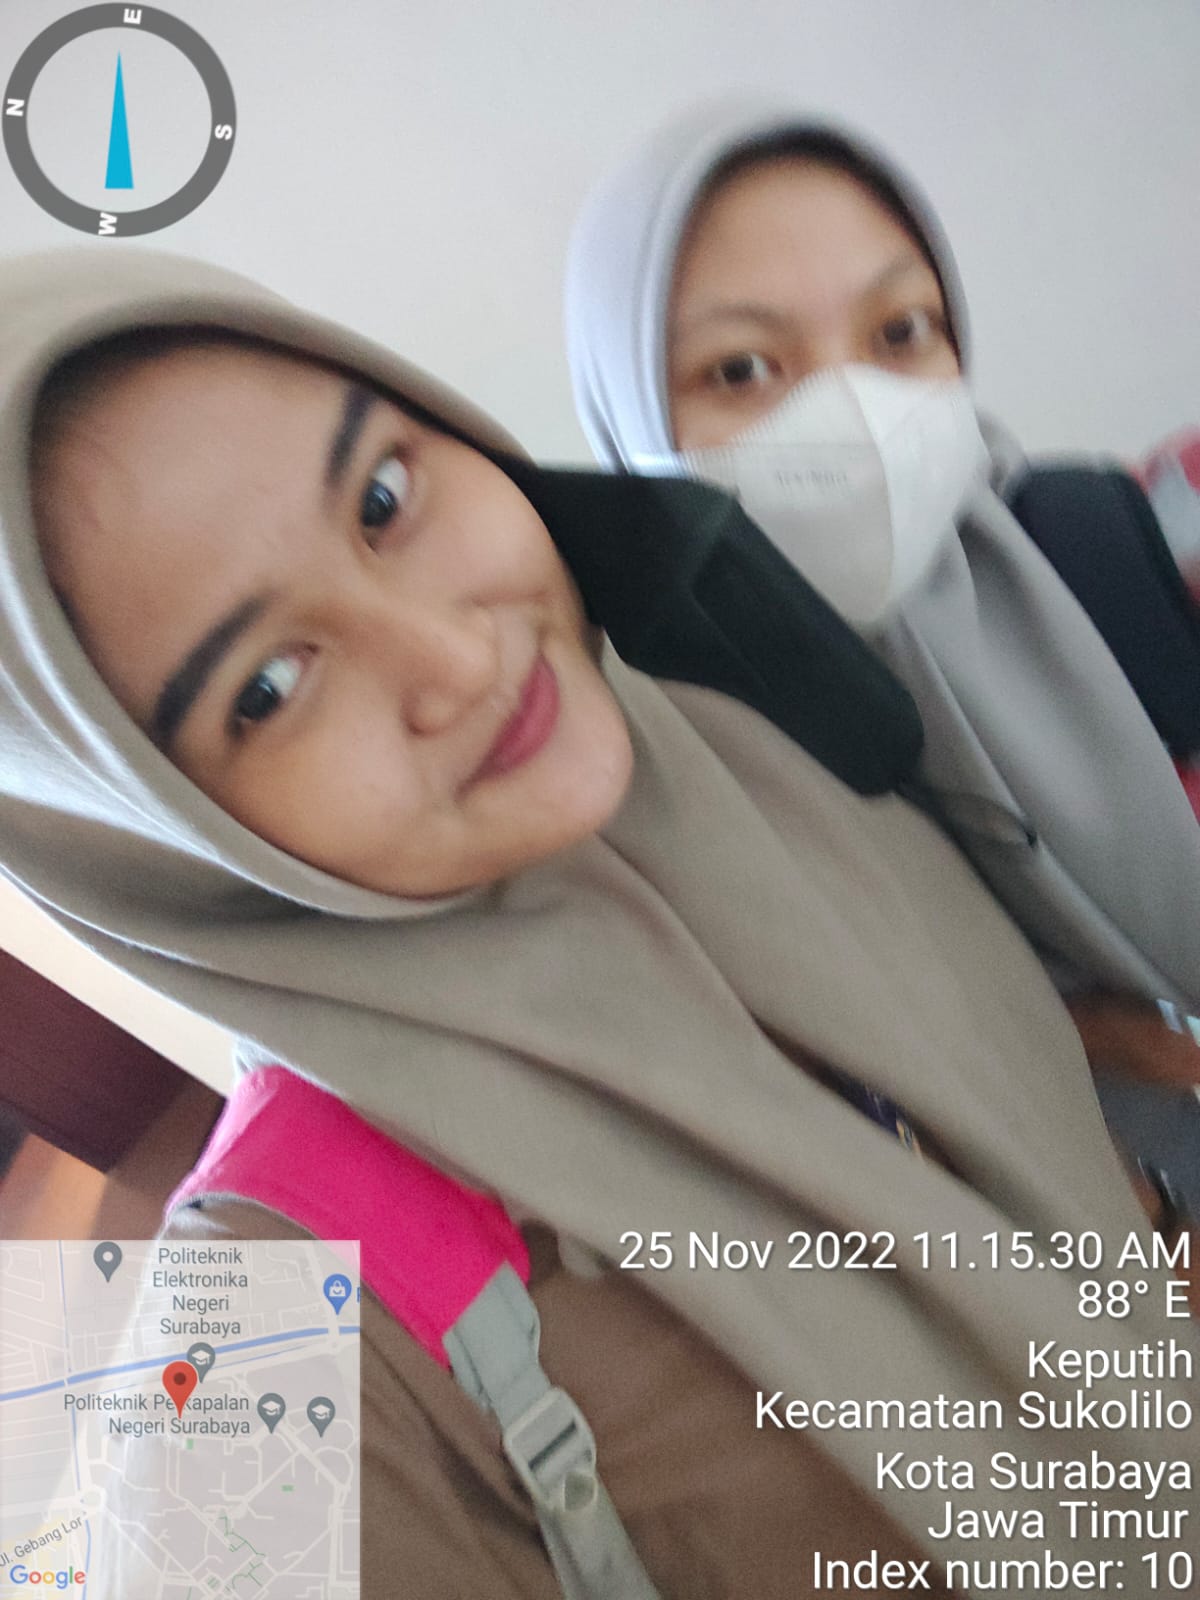 E
N
S
W
25 Nov 2022 11.15.30 AM
88° E
Keputih
Kecamatan Sukolilo
Kota Surabaya
Jawa Timur
Index number: 10
Politeknik
Elektronika
Negeri
Surabaya
Politeknik Perkapalan
Negeri Surabaya
Jl. Gebang Lor
Google